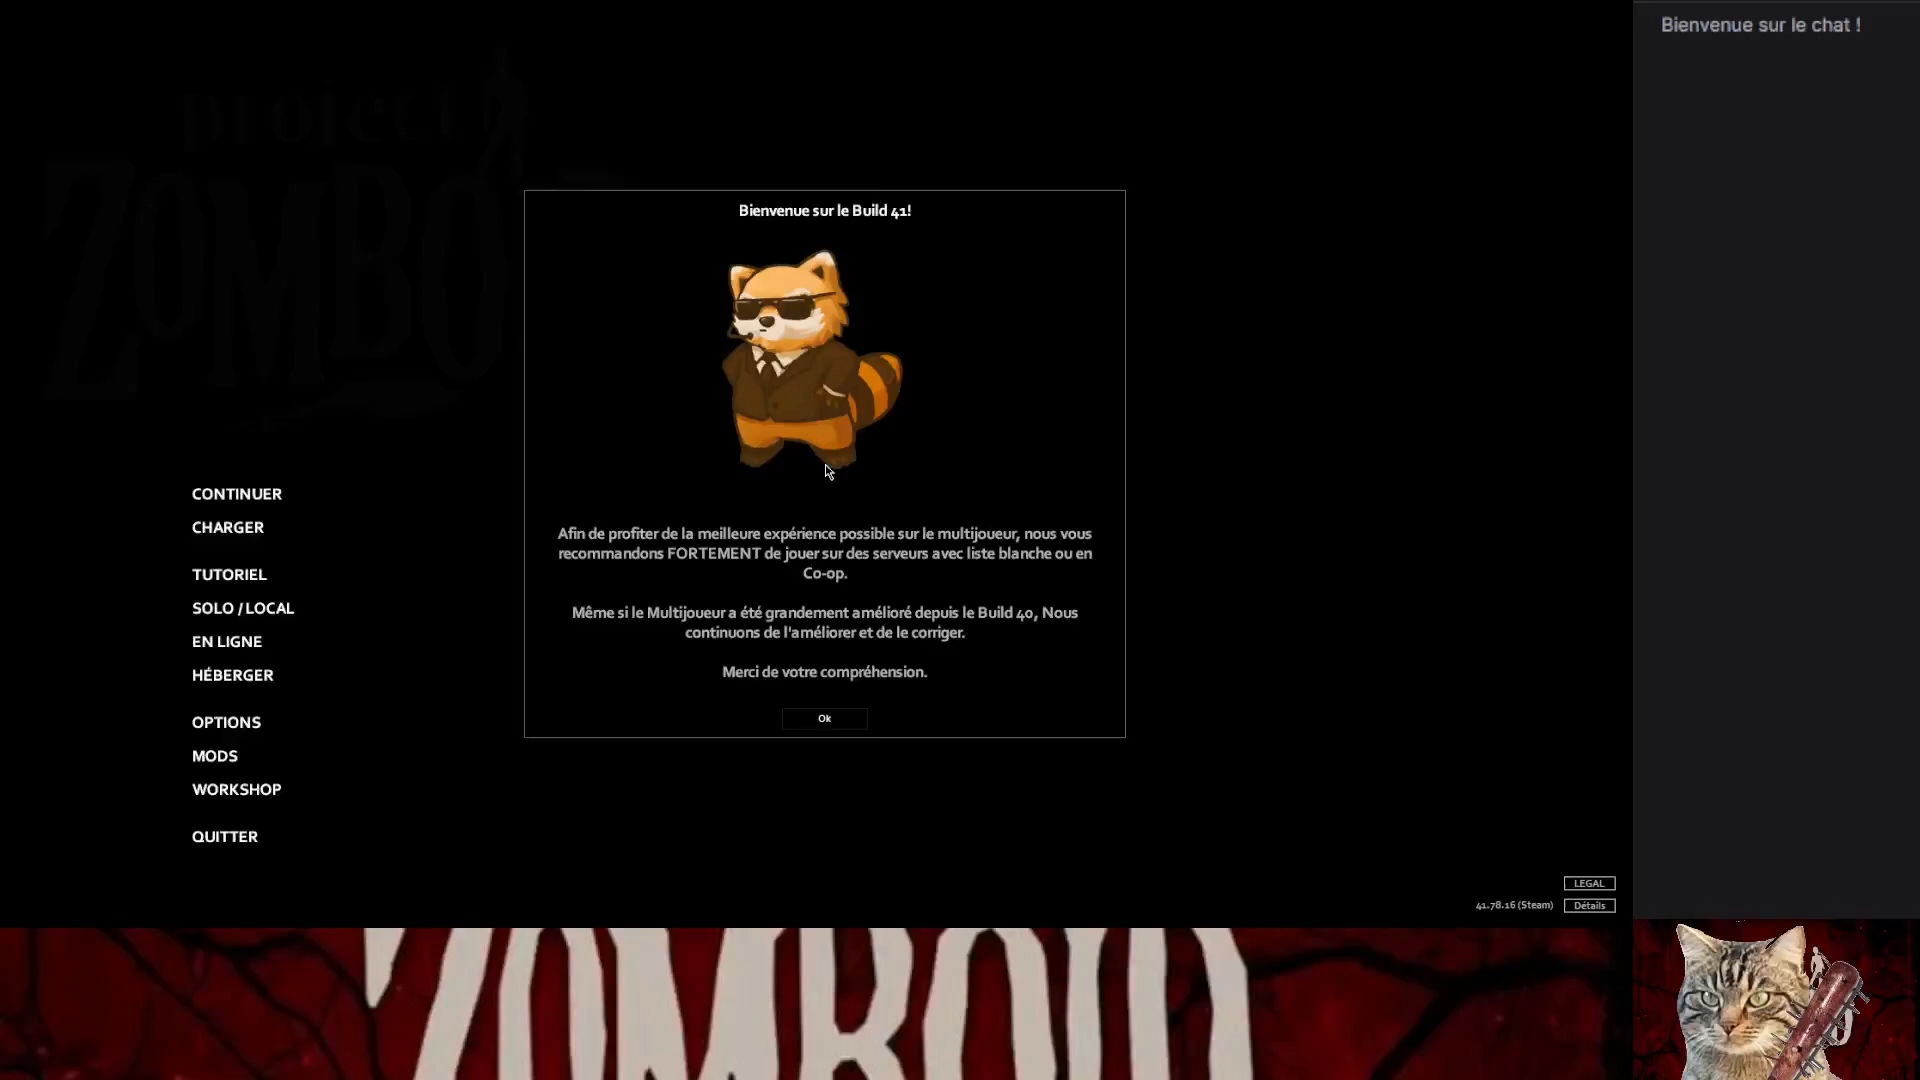 Bienvenue sur le chat !
project
ZOMBO
Bienvenue sur le Build 41!
Afin de profiter de la meilleure expérience possible sur le multijoueur, nous vous
recommandons FORTEMENT de jouer sur des serveurs avec liste blanche ou en
Co-op.
Même si le Multijoueur a été grandement amélioré depuis le Build 40, Nous
continuons de l'améliorer et de le corriger.
Merci de votre compréhension.
Ok
CONTINUER
CHARGER
TUTORIEL
SOLO / LOCAL
EN LIGNE
HÉBERGER
OPTIONS
MODS
WORKSHOP
QUITTER
LEGAL
41.78.16 (Steam)
Détails
ZOMBOID